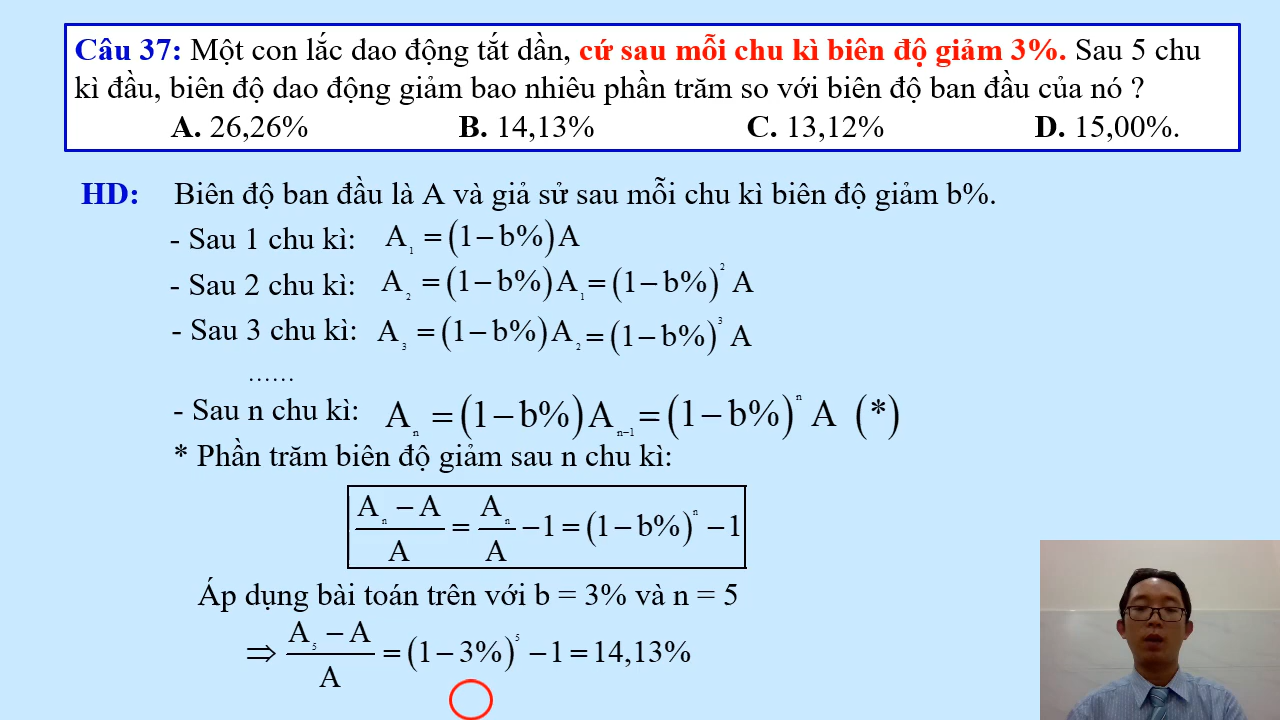 Câu 37: Một con lắc dao động tắt dần, cứ sau mỗi chu kì biên độ giảm 3%. Sau 5 chu
kì đầu, biên độ dao động giảm bao nhiêu phần trăm so với biên độ ban đầu của nó ?
A. 26,26% B. 14,13% C. 13,12% D. 15,00%.
HD: Biên độ ban đầu là A và giả sử sau mỗi chu kì biên độ giảm b%.
- Sau 1 chu kì: A₁ = (1 − b%)A
- Sau 2 chu kì: A₂ = (1 − b%)A₁ = (1 − b%)² A
- Sau 3 chu kì: A₃ = (1 − b%)A₂ = (1 − b%)³ A
......
- Sau n chu kì: Aₙ = (1 − b%)Aₙ₋₁ = (1 − b%)ⁿ A (*)
* Phần trăm biên độ giảm sau n chu kì:
(Aₙ − A)/A = Aₙ/A − 1 = (1 − b%)ⁿ − 1
Áp dụng bài toán trên với b = 3% và n = 5
⇒ (A₅ − A)/A = (1 − 3%)⁵ − 1 = 14,13%